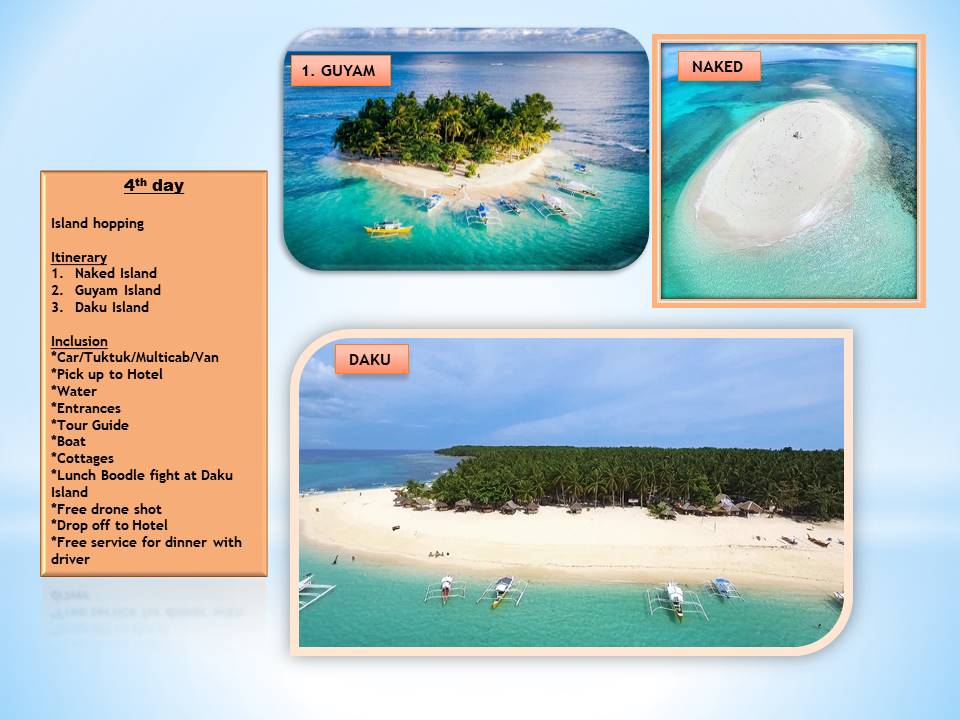 1. GUYAM
NAKED
4th day
Island hopping
Itinerary
1. Naked Island
2. Guyam Island
3. Daku Island
Inclusion
*Car/Tuktuk/Multicab/Van
*Pick up to Hotel
*Water
*Entrances
*Tour Guide
*Boat
*Cottages
*Lunch Boodle fight at Daku
Island
*Free drone shot
*Drop off to Hotel
*Free service for dinner with
driver
DAKU